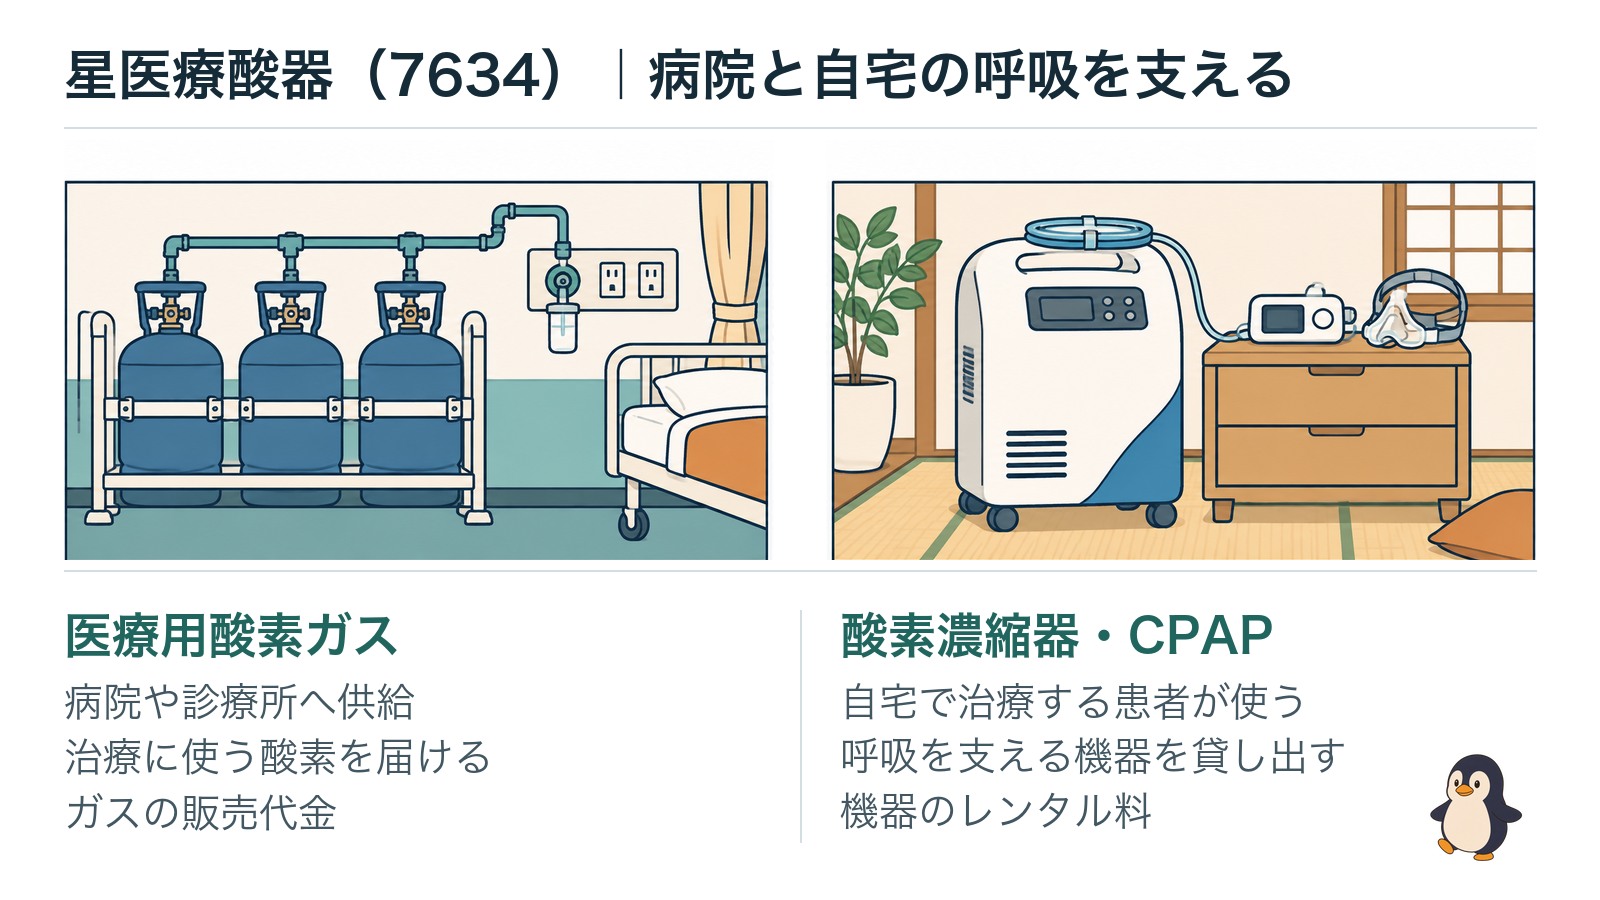 星医療酸器（7634）｜病院と自宅の呼吸を支える
医療用酸素ガス
病院や診療所へ供給
治療に使う酸素を届ける
ガスの販売代金
酸素濃縮器・CPAP
自宅で治療する患者が使う
呼吸を支える機器を貸し出す
機器のレンタル料